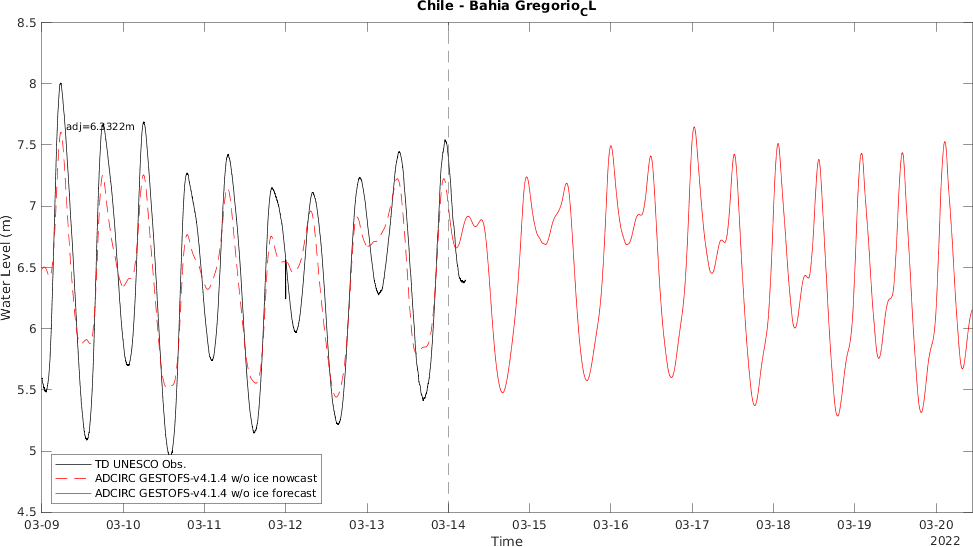 Chile - Bahia Gregorio_CL
8.5
8
7.5
7
6.5
6
5.5
5
4.5
Water Level (m)
adj=6.3322m
TD UNESCO Obs.
ADCIRC GESTOFS-v4.1.4 w/o ice nowcast
ADCIRC GESTOFS-v4.1.4 w/o ice forecast
03-09 03-10 03-11 03-12 03-13 03-14 03-15 03-16 03-17 03-18 03-19 03-20
Time
2022